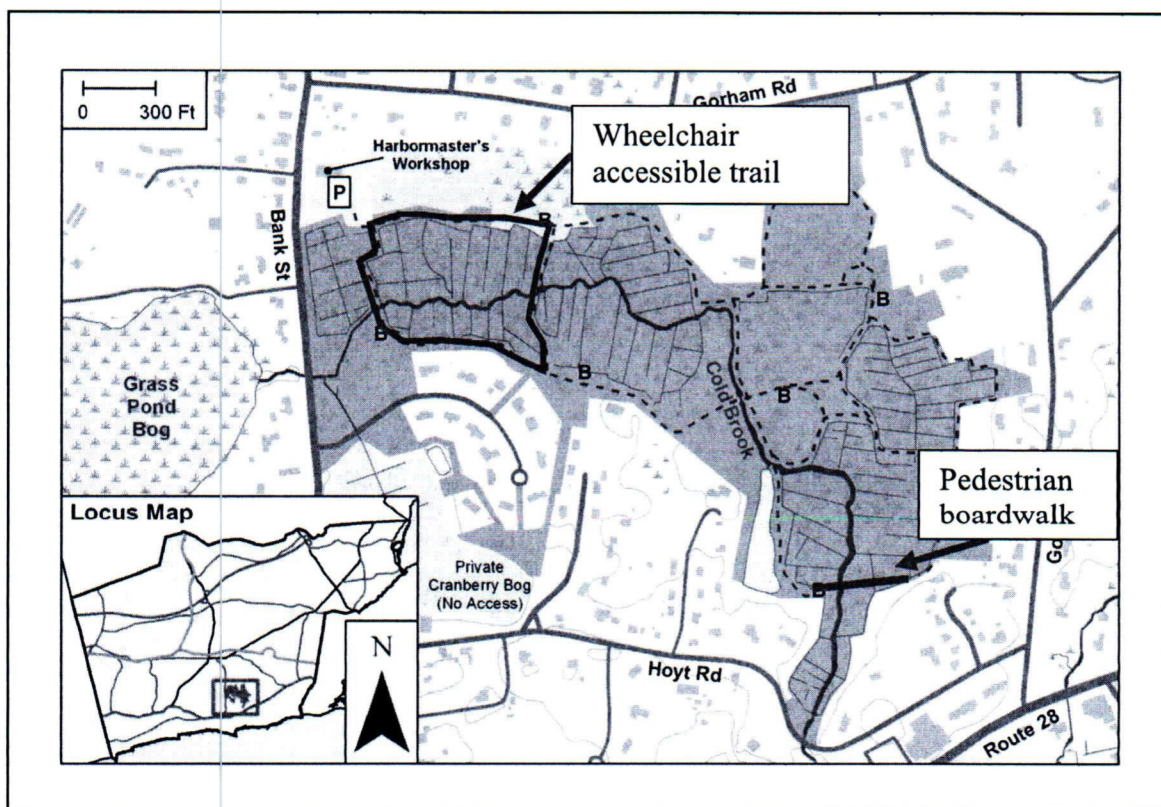 0 300 Ft
Gorham Rd
Harbormaster's
Workshop
Wheelchair
accessible trail
P
Bank St
B
B
B
B
B
Grass
Pond
Bog
Cold Brook
Pedestrian
boardwalk
Locus Map
Private
Cranberry Bog
(No Access)
B
Go
N
Hoyt Rd
Route 28